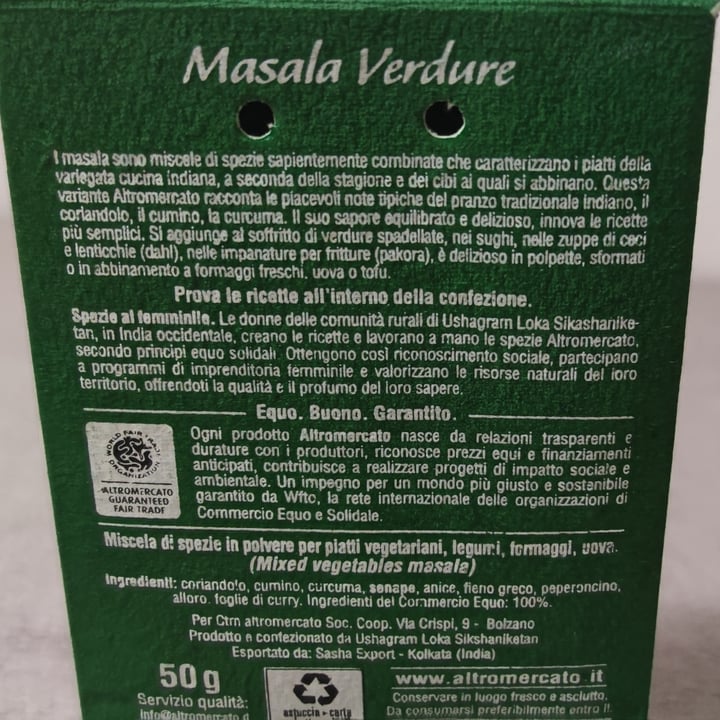 Masala Verdure
I masala sono miscele di spezie sapientemente combinate che caratterizzano i piatti della
variegata cucina indiana, a seconda della stagione e dei cibi ai quali si abbinano. Questa
variante Altromercato racconta le piacevoli note tipiche del pranzo tradizionale indiano, il
coriandolo, il cumino, la curcuma. Il suo sapore equilibrato e delizioso, innova le ricette
più semplici. Si aggiunge al soffritto di verdure spadellate, nei sughi, nelle zuppe di ceci
e lenticchie (dahl), nelle impanature per fritture (pakora), è delizioso in polpette, sformati
o in abbinamento a formaggi freschi, uova o tofu.
Prova le ricette all'interno della confezione.
Spezie al femminile. Le donne delle comunità rurali di Ushagram Loka Sikashanike-
tan, in India occidentale, creano le ricette e lavorano a mano le spezie Altromercato,
secondo principi equo solidali. Ottengono così riconoscimento sociale, partecipano
a programmi di imprenditoria femminile e valorizzano le risorse naturali del loro
territorio, offrendoti la qualità e il profumo del loro sapere.
Equo. Buono. Garantito.
WORLD FAIR TRADE ORGANIZATION
ALTROMERCATO
GUARANTEED
FAIR TRADE
Ogni prodotto Altromercato nasce da relazioni trasparenti e
durature con i produttori, riconosce prezzi equi e finanziamenti
anticipati, contribuisce a realizzare progetti di impatto sociale e
ambientale. Un impegno per un mondo più giusto e sostenibile
garantito da Wfto, la rete internazionale delle organizzazioni di
Commercio Equo e Solidale.
Miscela di spezie in polvere per piatti vegetariani, legumi, formaggi, uova.
(Mixed vegetables masala)
Ingredienti: coriandolo, cumino, curcuma, senape, anice, fieno greco, peperoncino,
alloro, foglie di curry. Ingredienti del Commercio Equo: 100%.
Per Ctm altromercato Soc. Coop. Via Crispi, 9 - Bolzano
Prodotto e confezionato da Ushagram Loka Sikshaniketan
Esportato da: Sasha Export - Kolkata (India)
50 g
Servizio qualità:
info@altromercato.it
astuccio - carta
www.altromercato.it
Conservare in luogo fresco e asciutto.
Da consumarsi preferibilmente entro il